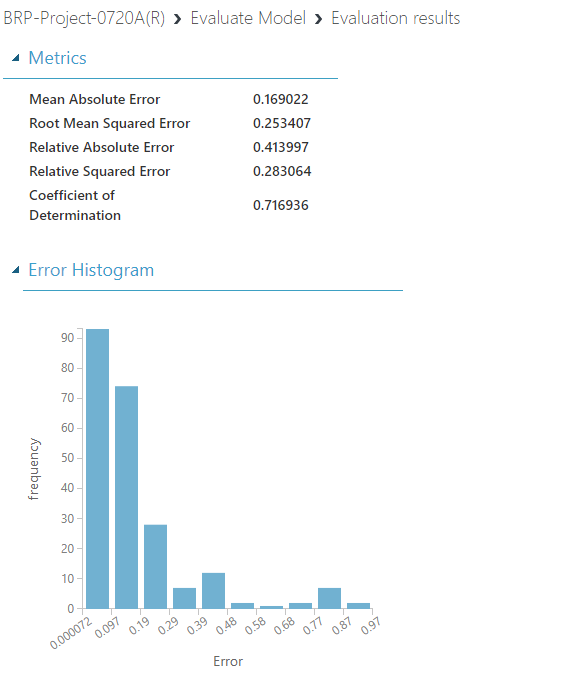 BRP-Project-0720A(R) ❯ Evaluate Model ❯ Evaluation results
Metrics
Mean Absolute Error 0.169022
Root Mean Squared Error 0.253407
Relative Absolute Error 0.413997
Relative Squared Error 0.283064
Coefficient of
Determination 0.716936
Error Histogram
90
80
70
60
50
40
30
20
10
0
frequency
0.000072 0.097 0.19 0.29 0.39 0.48 0.58 0.68 0.77 0.87 0.97
Error